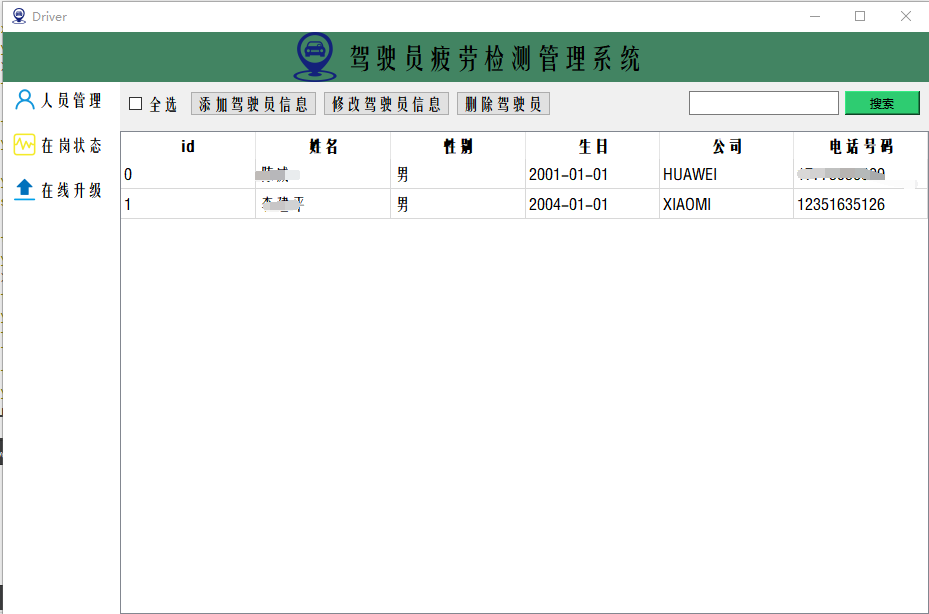 Driver
驾驶员疲劳检测管理系统
人员管理
在岗状态
在线升级
全选 添加驾驶员信息 修改驾驶员信息 删除驾驶员 搜索
id 姓名 性别 生日 公司 电话号码
0 男 2001-01-01 HUAWEI
1 男 2004-01-01 XIAOMI 12351635126